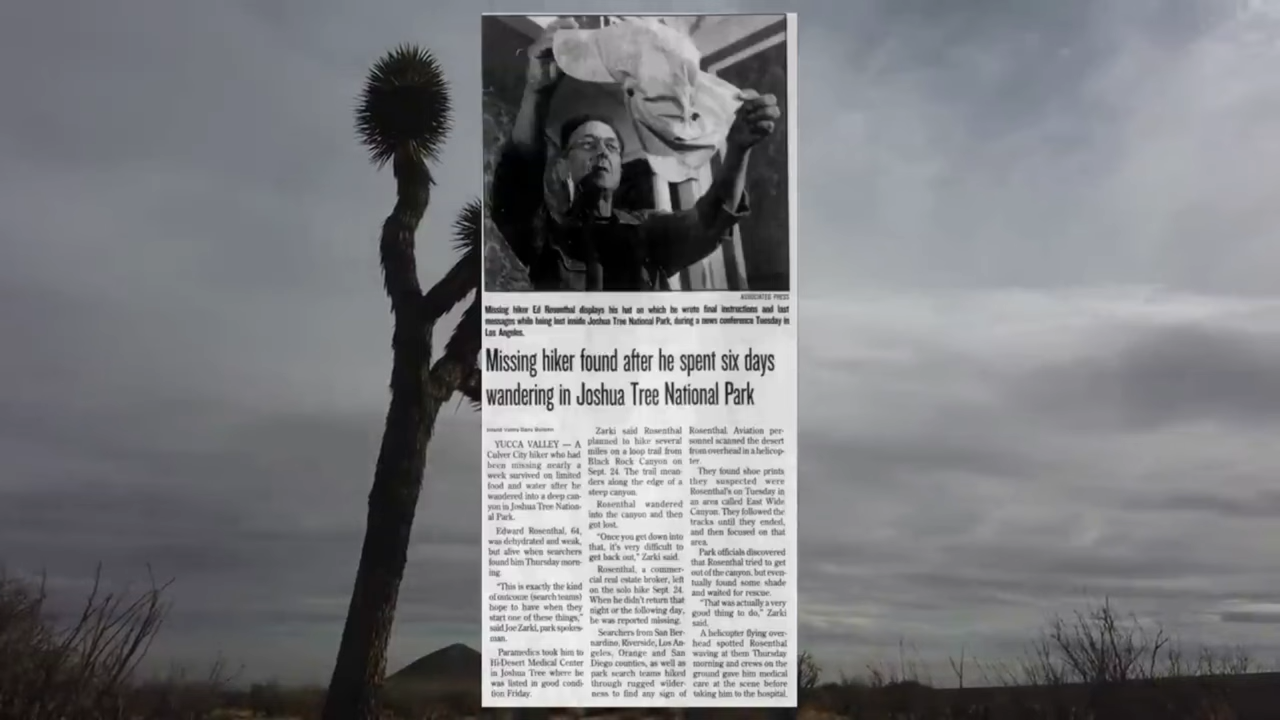 ASSOCIATED PRESS
Missing hiker Ed Rosenthal displays his hat on which he wrote final instructions and last
messages while being lost inside Joshua Tree National Park, during a news conference Tuesday in
Los Angeles.
Missing hiker found after he spent six days
wandering in Joshua Tree National Park
YUCCA VALLEY — A
Culver City hiker who had
been missing nearly a
week survived on limited
food and water after he
wandered into a deep can-
yon in Joshua Tree Nation-
al Park.
Edward Rosenthal, 64,
was dehydrated and weak,
but alive when searchers
found him Thursday morn-
ing.
"This is exactly the kind
of outcome (search teams)
hope to have when they
start one of these things,"
said Joe Zarki, park spokes-
man.
Paramedics took him to
Hi-Desert Medical Center
in Joshua Tree where he
was listed in good condi-
tion Friday.
Zarki said Rosenthal
planned to hike several
miles on a loop trail from
Black Rock Canyon on
Sept. 24. The trail mean-
ders along the edge of a
steep canyon.
Rosenthal wandered
into the canyon and then
got lost.
"Once you get down into
that, it's very difficult to
get back out," Zarki said.
Rosenthal, a commer-
cial real estate broker, left
on the solo hike Sept. 24.
When he didn't return that
night or the following day,
he was reported missing.
Searchers from San Ber-
nardino, Riverside, Los An-
geles, Orange and San
Diego counties, as well as
park search teams hiked
through rugged wilder-
ness to find any sign of
Rosenthal. Aviation per-
sonnel scanned the desert
from overhead in a helicop-
ter.
They found shoe prints
they suspected were
Rosenthal's on Tuesday in
an area called East Wide
Canyon. They followed the
tracks until they ended,
and then focused on that
area.
Park officials discovered
that Rosenthal tried to get
out of the canyon, but even-
tually found some shade
and waited for rescue.
"That was actually a very
good thing to do," Zarki
said.
A helicopter flying over-
head spotted Rosenthal
waving at them Thursday
morning and crews on the
ground gave him medical
care at the scene before
taking him to the hospital.